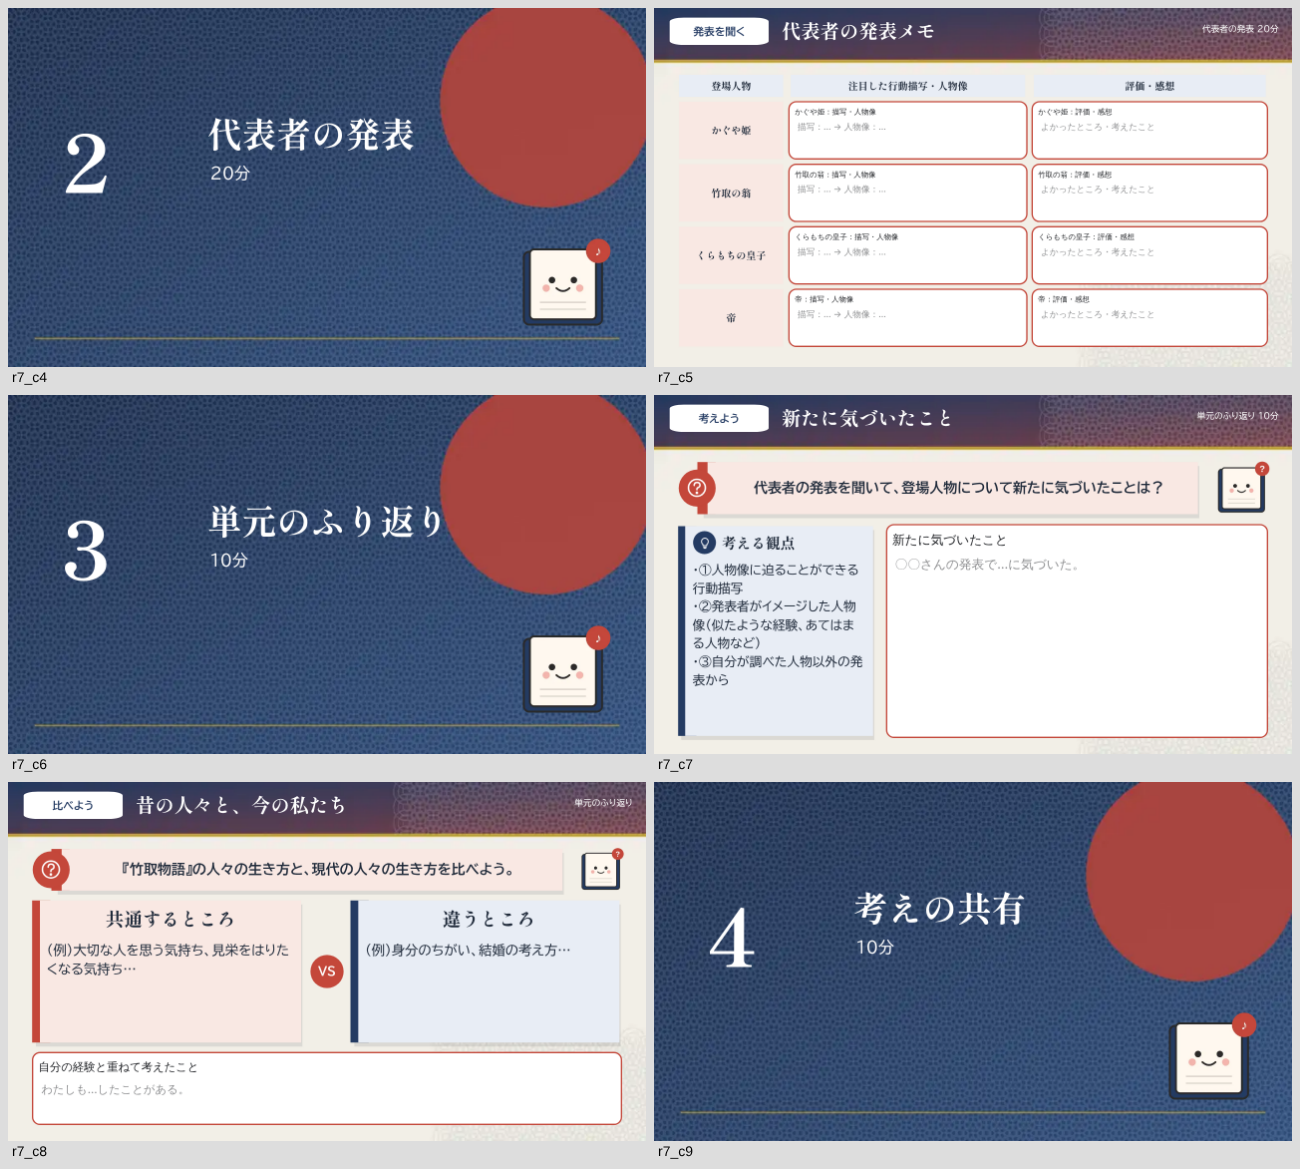 2
代表者の発表
20分
♪
r7_c4
発表を聞く
代表者の発表メモ
代表者の発表 20分
登場人物
注目した行動描写・人物像
評価・感想
かぐや姫
かぐや姫：描写・人物像
描写：... → 人物像：...
かぐや姫：評価・感想
よかったところ・考えたこと
竹取の翁
竹取の翁：描写・人物像
描写：... → 人物像：...
竹取の翁：評価・感想
よかったところ・考えたこと
くらもちの皇子
くらもちの皇子：描写・人物像
描写：... → 人物像：...
くらもちの皇子：評価・感想
よかったところ・考えたこと
帝
帝：描写・人物像
描写：... → 人物像：...
帝：評価・感想
よかったところ・考えたこと
r7_c5
3
単元のふり返り
10分
♪
r7_c6
考えよう
新たに気づいたこと
単元のふり返り 10分
?
代表者の発表を聞いて、登場人物について新たに気づいたことは？
?
考える観点
・①人物像に迫ることができる
行動描写
・②発表者がイメージした人物
像（似たような経験、あてはま
る人物など）
・③自分が調べた人物以外の発
表から
新たに気づいたこと
〇〇さんの発表で...に気づいた。
r7_c7
比べよう
昔の人々と、今の私たち
単元のふり返り
?
『竹取物語』の人々の生き方と、現代の人々の生き方を比べよう。
?
共通するところ
（例）大切な人を思う気持ち、見栄をはりた
くなる気持ち…
VS
違うところ
（例）身分のちがい、結婚の考え方…
自分の経験と重ねて考えたこと
わたしも...したことがある。
r7_c8
4
考えの共有
10分
♪
r7_c9